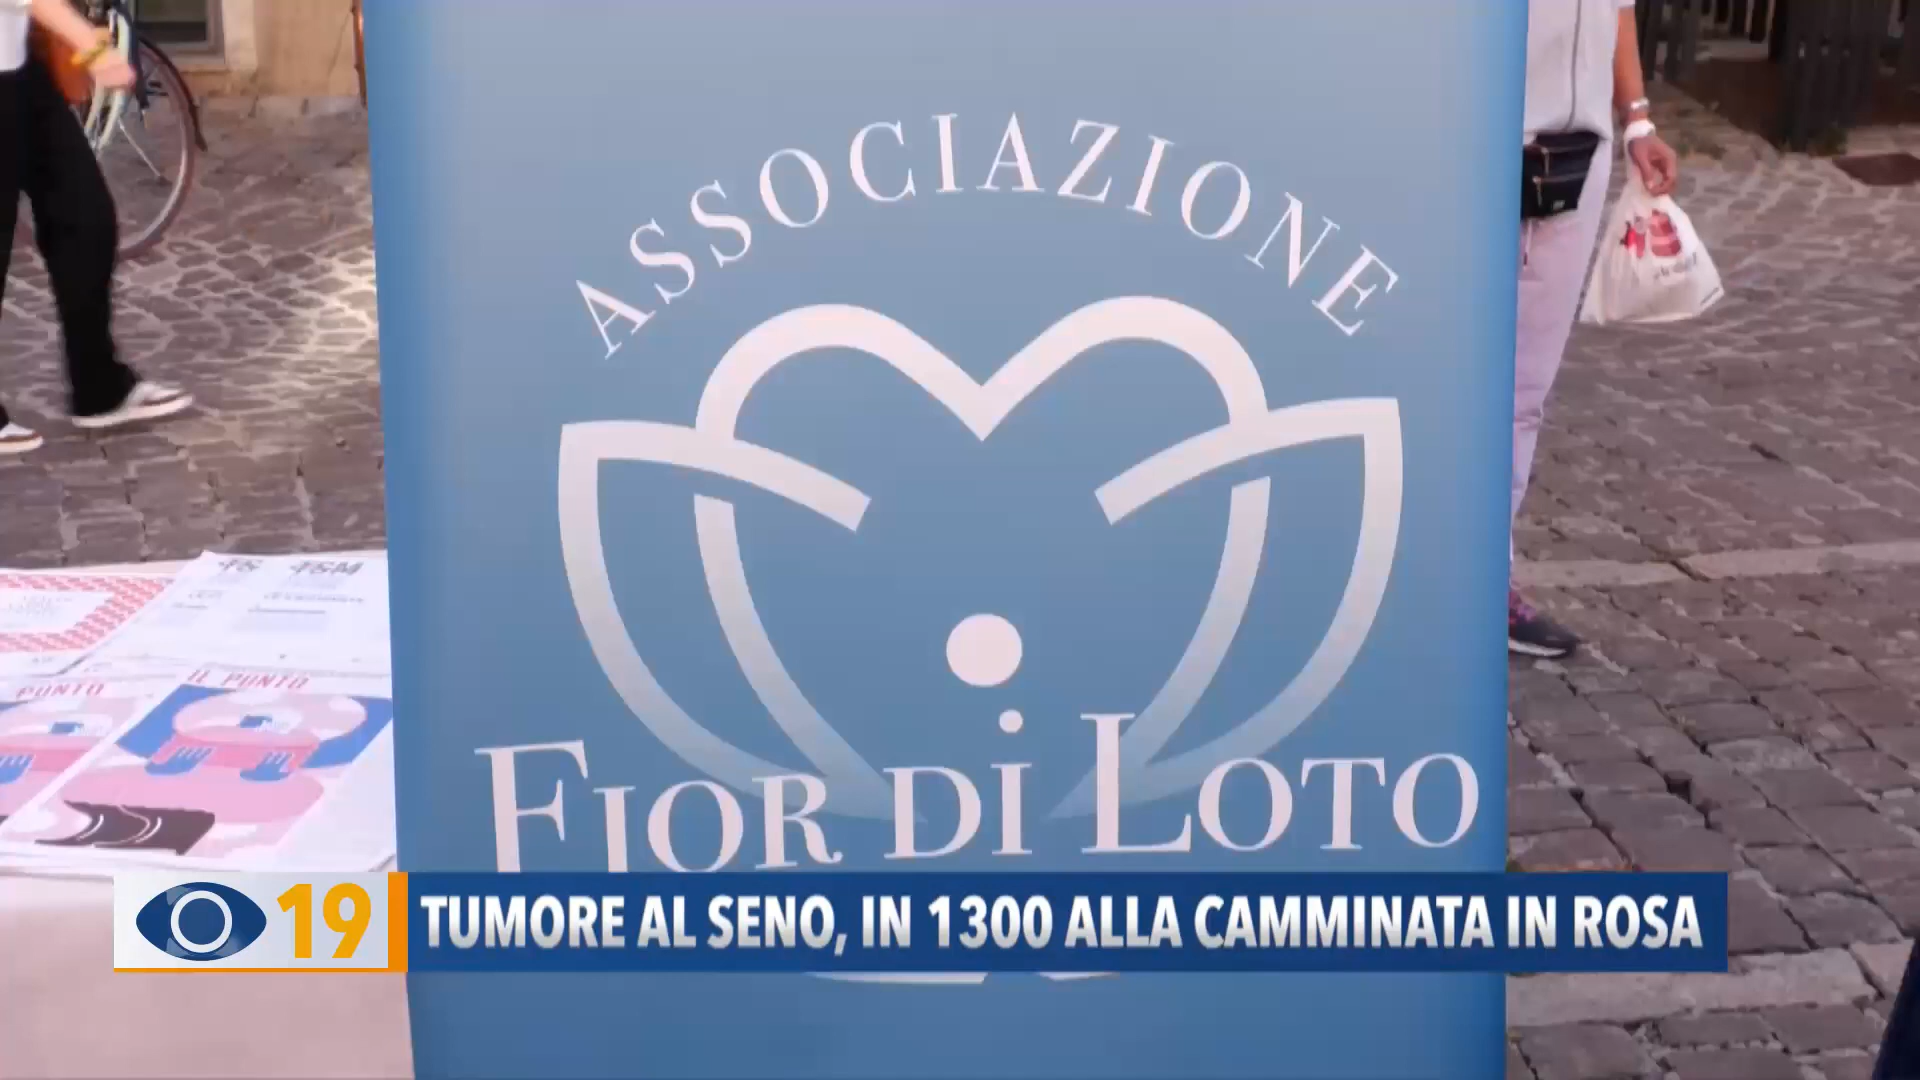 ASSOCIAZIONE
FIOR DI LOTO
IL PUNTO
PUNTO
19
TUMORE AL SENO, IN 1300 ALLA CAMMINATA IN ROSA